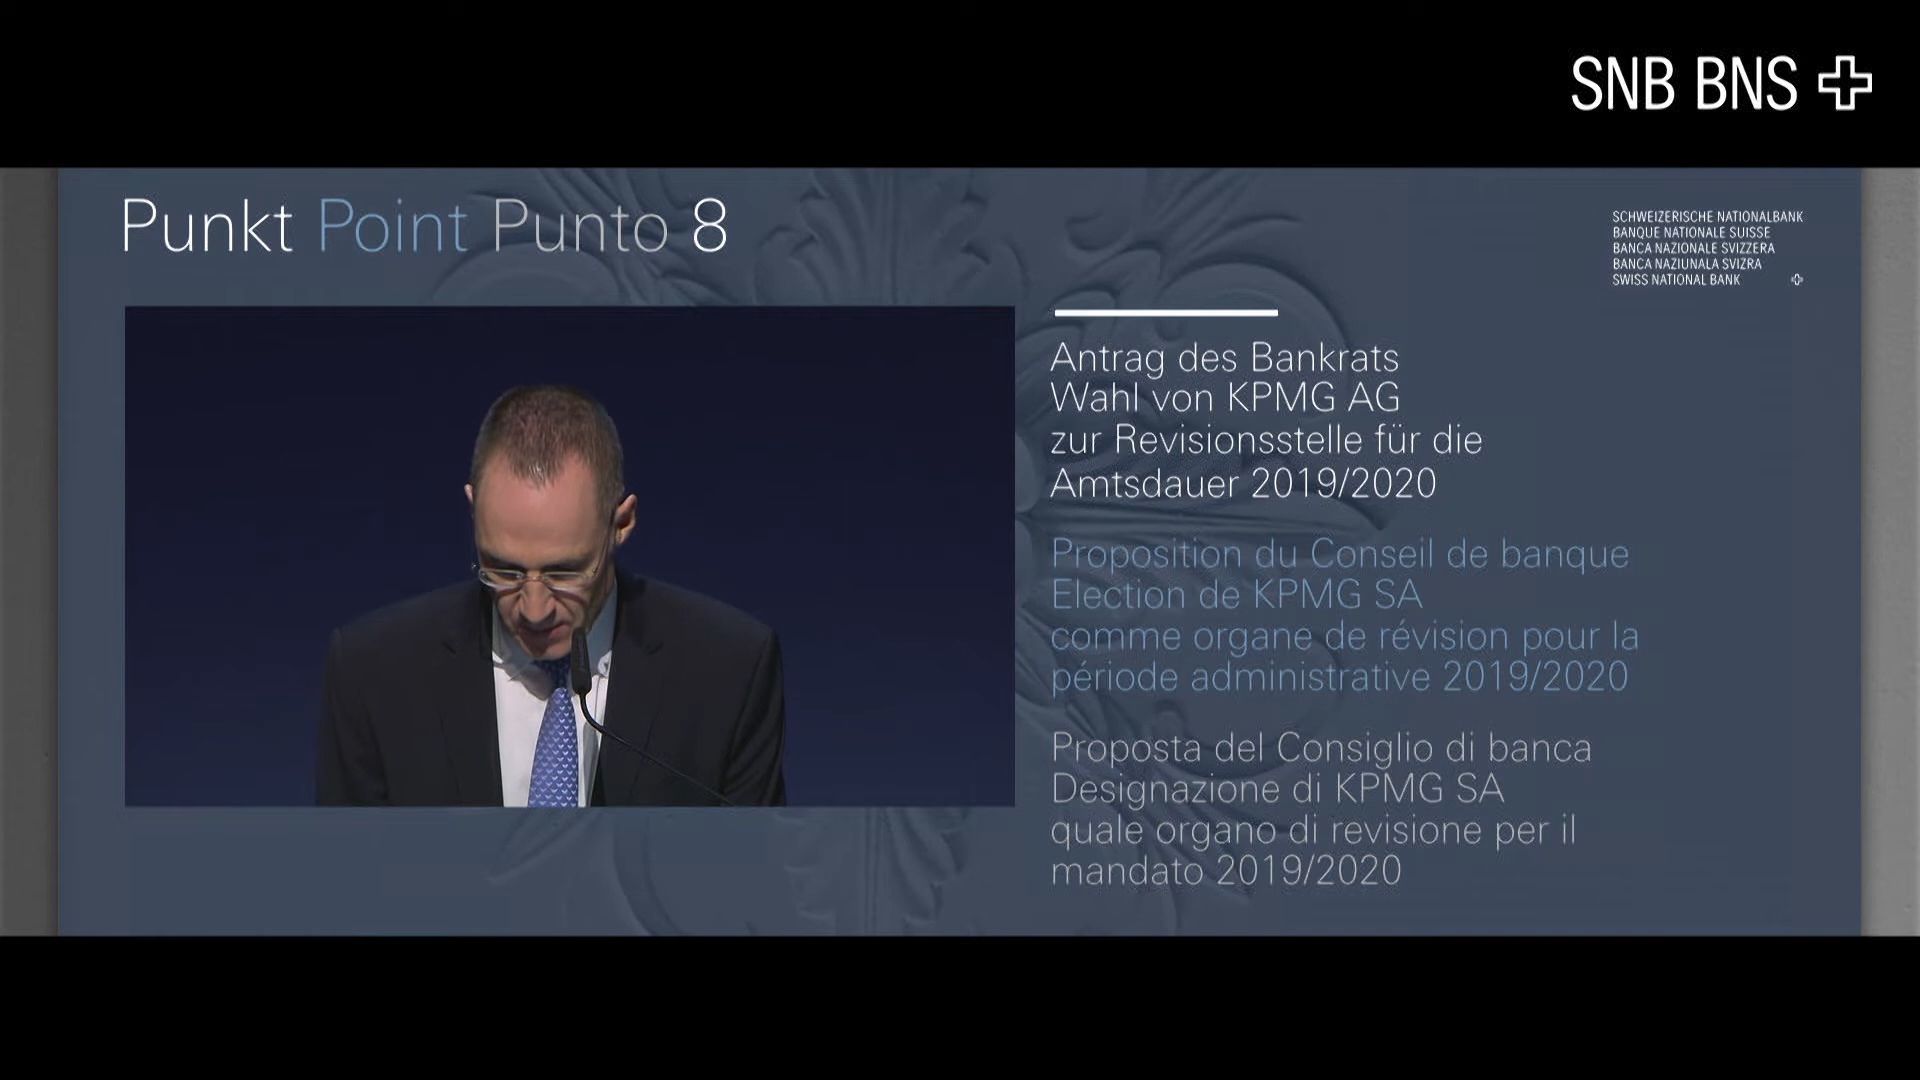 SNB BNS
Punkt Point Punto 8
SCHWEIZERISCHE NATIONALBANK
BANQUE NATIONALE SUISSE
BANCA NAZIONALE SVIZZERA
BANCA NAZIUNALA SVIZRA
SWISS NATIONAL BANK
Antrag des Bankrats
Wahl von KPMG AG
zur Revisionsstelle für die
Amtsdauer 2019/2020
Proposition du Conseil de banque
Election de KPMG SA
comme organe de révision pour la
période administrative 2019/2020
Proposta del Consiglio di banca
Designazione di KPMG SA
quale organo di revisione per il
mandato 2019/2020